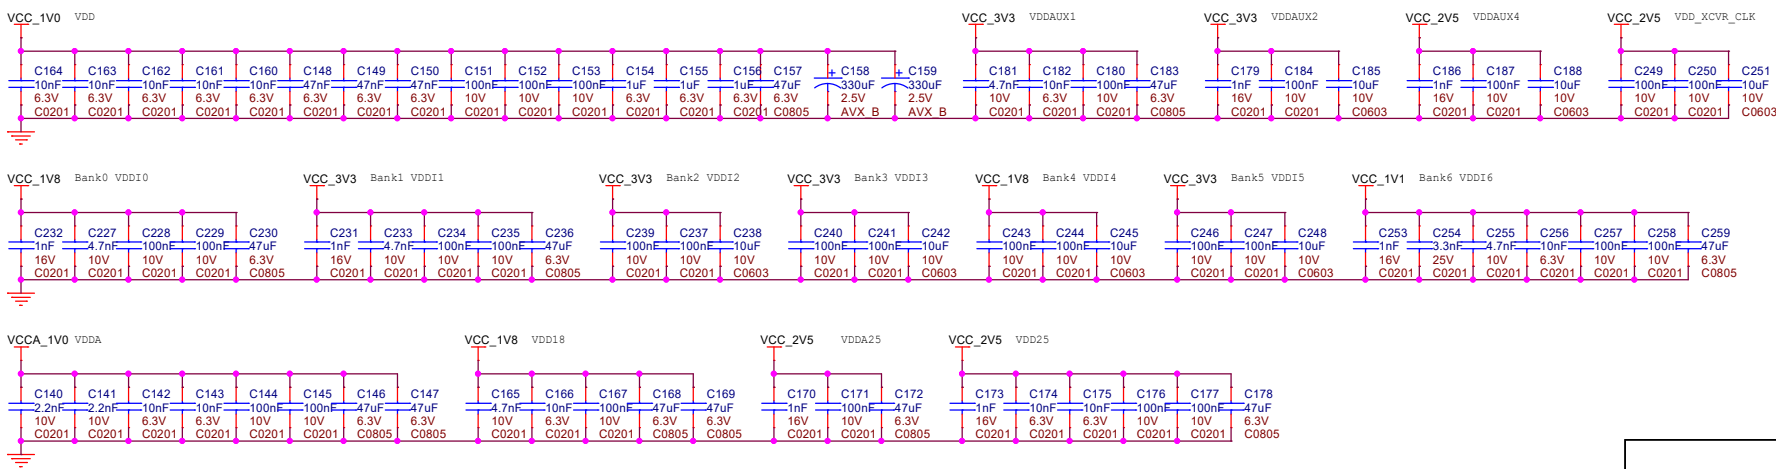 VCC_1V0 VDD
VCC_3V3 VDDAUX1
VCC_3V3 VDDAUX2
VCC_2V5 VDDAUX4
VCC_2V5 VDD_XCVR_CLK
C164 C163 C162 C161 C160 C148 C149 C150 C151 C152 C153 C154 C155 C156 C157 C158 C159 C181 C182 C180 C183 C179 C184 C185 C186 C187 C188 C249 C250 C251
10nF 10nF 10nF 10nF 10nF 47nF 47nF 47nF 100nF 100nF 100nF 1uF 1uF 1uF 47uF + 330uF + 330uF 4.7nF 10nF 100nF 47uF 1nF 100nF 10uF 1nF 100nF 10uF 100nF 100nF 10uF
6.3V 6.3V 6.3V 6.3V 6.3V 6.3V 6.3V 6.3V 10V 10V 10V 6.3V 6.3V 6.3V 6.3V 2.5V 2.5V 10V 6.3V 10V 6.3V 16V 10V 10V 16V 10V 10V 10V 10V 10V
C0201 C0201 C0201 C0201 C0201 C0201 C0201 C0201 C0201 C0201 C0201 C0201 C0201 C0201 C0805 AVX_B AVX_B C0201 C0201 C0201 C0805 C0201 C0201 C0603 C0201 C0201 C0603 C0201 C0201 C0603
VCC_1V8 Bank0 VDDI0
VCC_3V3 Bank1 VDDI1
VCC_3V3 Bank2 VDDI2
VCC_3V3 Bank3 VDDI3
VCC_1V8 Bank4 VDDI4
VCC_3V3 Bank5 VDDI5
VCC_1V1 Bank6 VDDI6
C232 C227 C228 C229 C230 C231 C233 C234 C235 C236 C239 C237 C238 C240 C241 C242 C243 C244 C245 C246 C247 C248 C253 C254 C255 C256 C257 C258 C259
1nF 4.7nF 100nF 100nF 47uF 1nF 4.7nF 100nF 100nF 47uF 100nF 100nF 10uF 100nF 100nF 10uF 100nF 100nF 10uF 100nF 100nF 10uF 1nF 3.3nF 4.7nF 10nF 100nF 100nF 47uF
16V 10V 10V 10V 6.3V 16V 10V 10V 10V 6.3V 10V 10V 10V 10V 10V 10V 10V 10V 10V 10V 10V 10V 16V 25V 10V 6.3V 10V 10V 6.3V
C0201 C0201 C0201 C0201 C0805 C0201 C0201 C0201 C0201 C0805 C0201 C0201 C0603 C0201 C0201 C0603 C0201 C0201 C0603 C0201 C0201 C0603 C0201 C0201 C0201 C0201 C0201 C0201 C0805
VCCA_1V0 VDDA
VCC_1V8 VDD18
VCC_2V5 VDDA25
VCC_2V5 VDD25
C140 C141 C142 C143 C144 C145 C146 C147 C165 C166 C167 C168 C169 C170 C171 C172 C173 C174 C175 C176 C177 C178
2.2nF 2.2nF 10nF 10nF 100nF 100nF 47uF 47uF 4.7nF 10nF 100nF 47uF 47uF 1nF 100nF 47uF 1nF 10nF 10nF 100nF 100nF 47uF
10V 10V 6.3V 6.3V 10V 10V 6.3V 6.3V 10V 6.3V 10V 6.3V 6.3V 16V 10V 6.3V 16V 6.3V 6.3V 10V 10V 6.3V
C0201 C0201 C0201 C0201 C0201 C0201 C0805 C0805 C0201 C0201 C0201 C0805 C0805 C0201 C0201 C0805 C0201 C0201 C0201 C0201 C0201 C0805